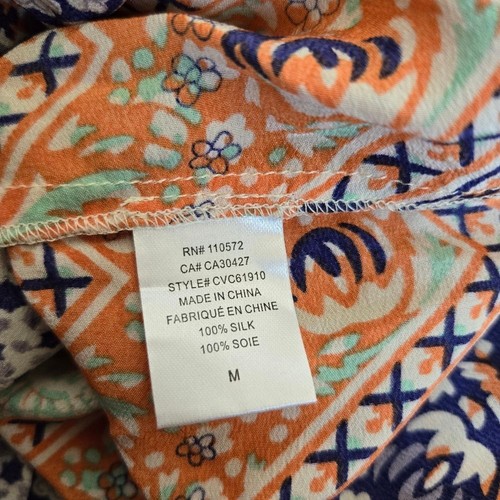 RN# 110572
CA# CA30427
STYLE# CVC61910
MADE IN CHINA
FABRIQUÉ EN CHINE
100% SILK
100% SOIE
M